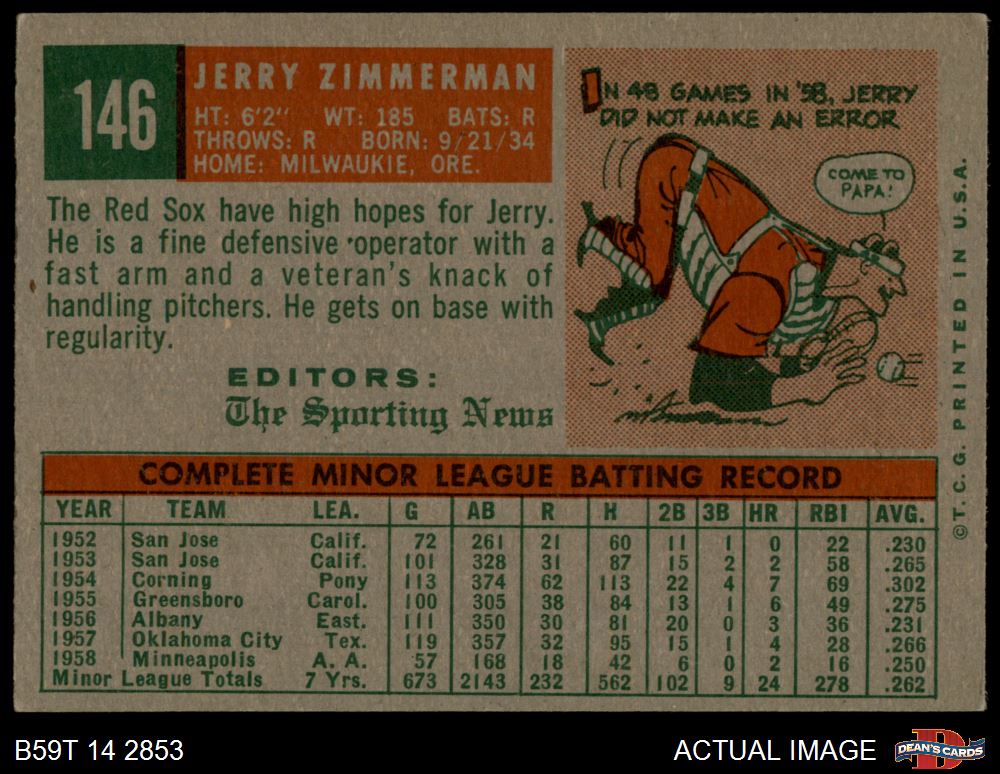 146
JERRY ZIMMERMAN
HT: 6'2" WT: 185 BATS: R
THROWS: R BORN: 9/21/34
HOME: MILWAUKIE, ORE.
IN 48 GAMES IN '58, JERRY
DID NOT MAKE AN ERROR
COME TO
PAPA!
The Red Sox have high hopes for Jerry.
He is a fine defensive operator with a
fast arm and a veteran's knack of
handling pitchers. He gets on base with
regularity.
EDITORS:
The Sporting News
©T.C.G. PRINTED IN U.S.A.
COMPLETE MINOR LEAGUE BATTING RECORD
YEAR TEAM LEA. G AB R H 2B 3B HR RBI AVG.
1952 San Jose Calif. 72 261 21 60 11 1 0 22 .230
1953 San Jose Calif. 101 328 31 87 15 2 2 58 .265
1954 Corning Pony 113 374 62 113 22 4 7 69 .302
1955 Greensboro Carol. 100 305 38 84 13 1 6 49 .275
1956 Albany East. 111 350 30 81 20 0 3 36 .231
1957 Oklahoma City Tex. 119 357 32 95 15 1 4 28 .266
1958 Minneapolis A. A. 57 168 18 42 6 0 2 16 .250
Minor League Totals 7 Yrs. 673 2143 232 562 102 9 24 278 .262
B59T 14 2853
ACTUAL IMAGE
DEAN'S CARDS